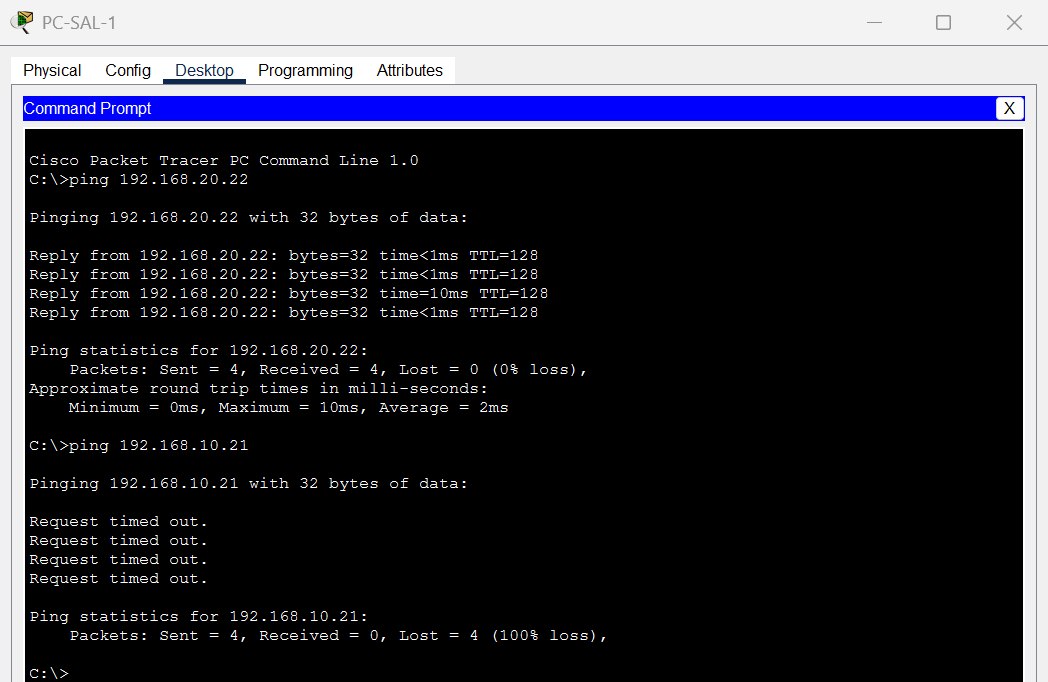 PC-SAL-1
Physical Config Desktop Programming Attributes
Command Prompt
X
Cisco Packet Tracer PC Command Line 1.0
C:\>ping 192.168.20.22
Pinging 192.168.20.22 with 32 bytes of data:
Reply from 192.168.20.22: bytes=32 time<1ms TTL=128
Reply from 192.168.20.22: bytes=32 time<1ms TTL=128
Reply from 192.168.20.22: bytes=32 time=10ms TTL=128
Reply from 192.168.20.22: bytes=32 time<1ms TTL=128
Ping statistics for 192.168.20.22:
    Packets: Sent = 4, Received = 4, Lost = 0 (0% loss),
Approximate round trip times in milli-seconds:
    Minimum = 0ms, Maximum = 10ms, Average = 2ms
C:\>ping 192.168.10.21
Pinging 192.168.10.21 with 32 bytes of data:
Request timed out.
Request timed out.
Request timed out.
Request timed out.
Ping statistics for 192.168.10.21:
    Packets: Sent = 4, Received = 0, Lost = 4 (100% loss),
C:\>